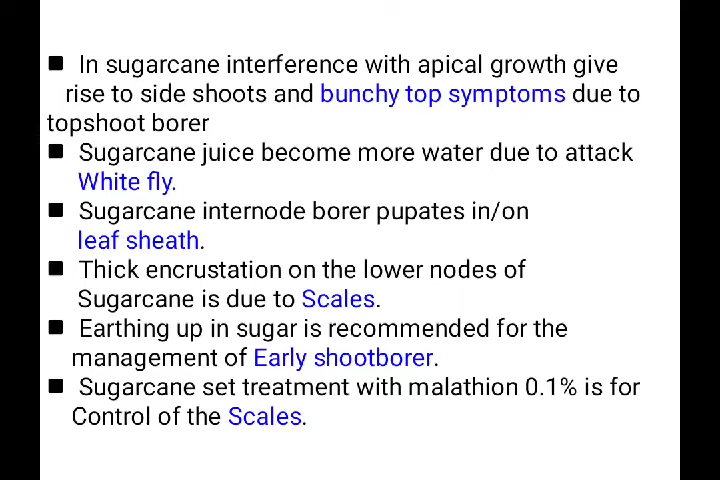 ■ In sugarcane interference with apical growth give
rise to side shoots and bunchy top symptoms due to
topshoot borer
■ Sugarcane juice become more water due to attack
White fly.
■ Sugarcane internode borer pupates in/on
leaf sheath.
■ Thick encrustation on the lower nodes of
Sugarcane is due to Scales.
■ Earthing up in sugar is recommended for the
management of Early shootborer.
■ Sugarcane set treatment with malathion 0.1% is for
Control of the Scales.